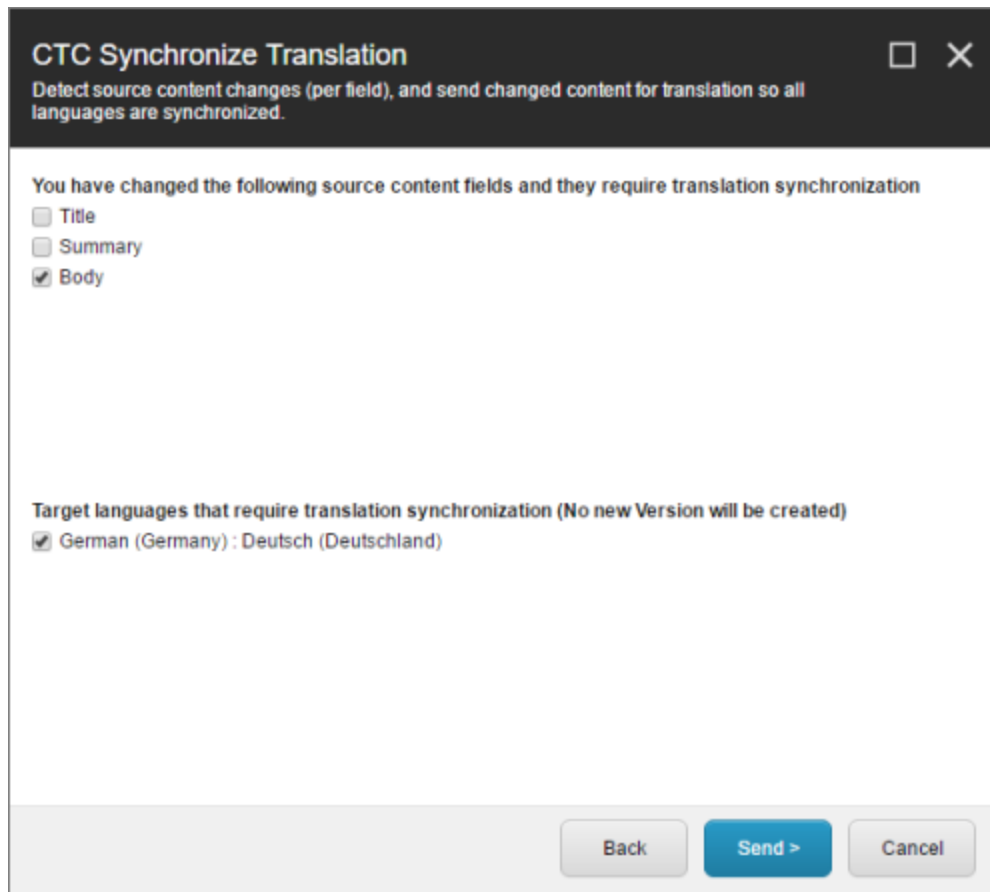 CTC Synchronize Translation
Detect source content changes (per field), and send changed content for translation so all
languages are synchronized.
You have changed the following source content fields and they require translation synchronization
Title
Summary
Body
Target languages that require translation synchronization (No new Version will be created)
German (Germany) : Deutsch (Deutschland)
Back
Send >
Cancel